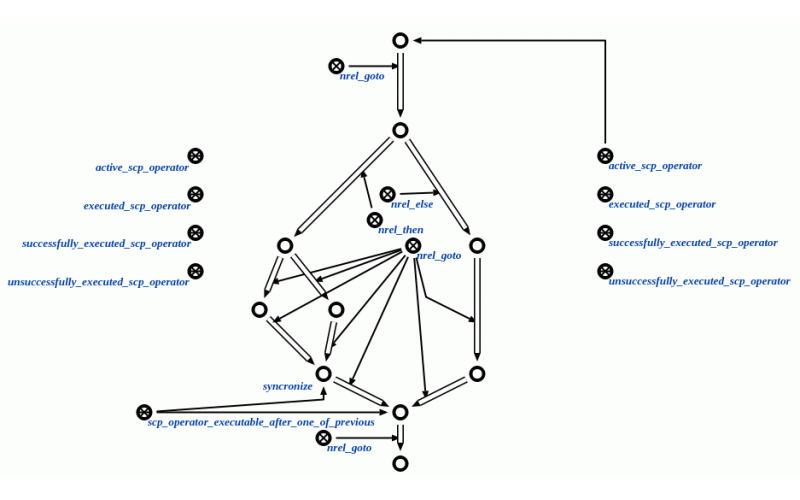 nrel_goto
active_scp_operator
active_scp_operator
nrel_else
executed_scp_operator
executed_scp_operator
nrel_then
successfully_executed_scp_operator
successfully_executed_scp_operator
nrel_goto
unsuccessfully_executed_scp_operator
unsuccessfully_executed_scp_operator
syncronize
scp_operator_executable_after_one_of_previous
nrel_goto